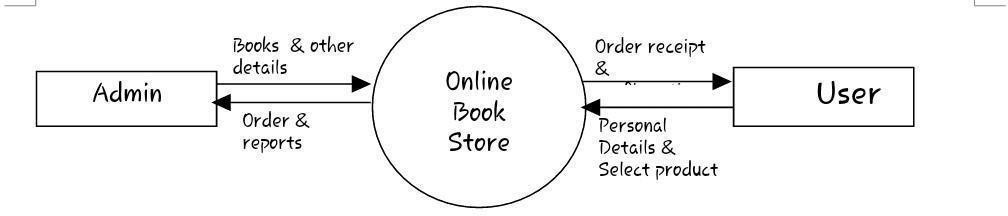 Books & other
details
Admin
Order &
reports
Online
Book
Store
Order receipt
&
User
Personal
Details &
Select product